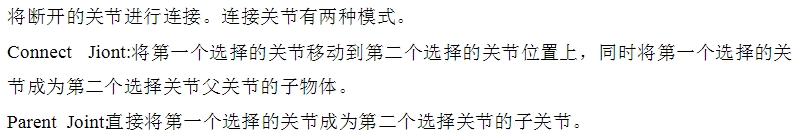 将断开的关节进行连接。连接关节有两种模式。
Connect Jiont:将第一个选择的关节移动到第二个选择的关节位置上，同时将第一个选择的关
节成为第二个选择关节父关节的子物体。
Parent Joint:直接将第一个选择的关节成为第二个选择关节的子关节。